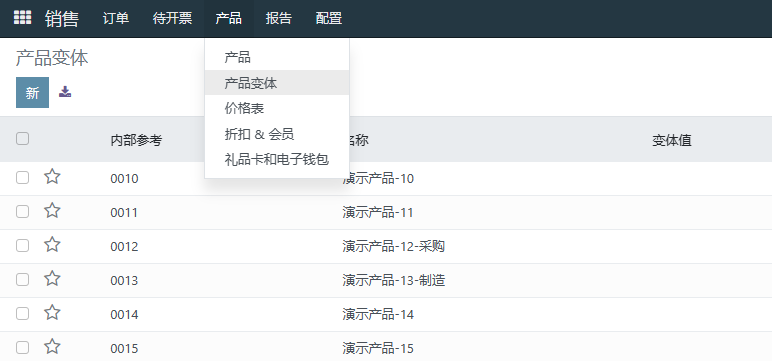 销售 订单 待开票 产品 报告 配置
产品变体
产品
新
产品变体
价格表
折扣 & 会员
礼品卡和电子钱包
内部参考 名称 变体值
0010 演示产品-10
0011 演示产品-11
0012 演示产品-12-采购
0013 演示产品-13-制造
0014 演示产品-14
0015 演示产品-15